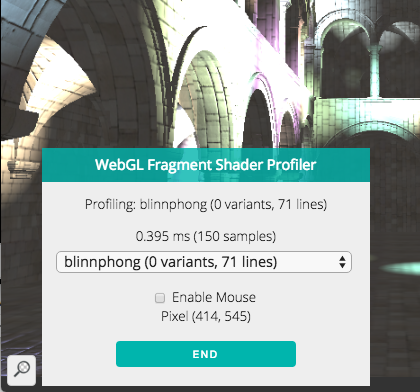 WebGL Fragment Shader Profiler
Profiling: blinnphong (0 variants, 71 lines)
0.395 ms (150 samples)
blinnphong (0 variants, 71 lines)
Enable Mouse
Pixel (414, 545)
END